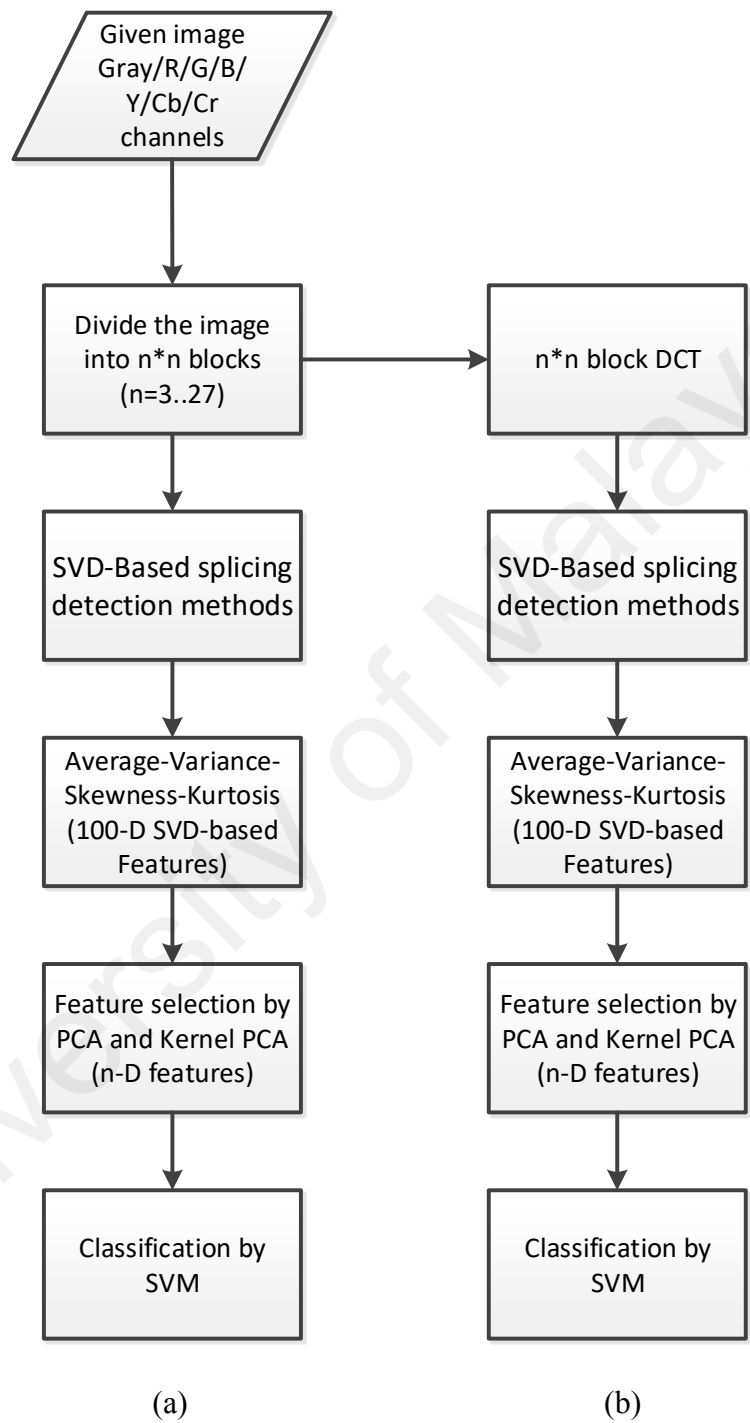 Given image
Gray/R/G/B/
Y/Cb/Cr
channels
Divide the image
into n*n blocks
(n=3..27)
n*n block DCT
SVD-Based splicing
detection methods
SVD-Based splicing
detection methods
Average-Variance-
Skewness-Kurtosis
(100-D SVD-based
Features)
Average-Variance-
Skewness-Kurtosis
(100-D SVD-based
Features)
Feature selection by
PCA and Kernel PCA
(n-D features)
Feature selection by
PCA and Kernel PCA
(n-D features)
Classification by
SVM
Classification by
SVM
(a)
(b)
versity of Malay